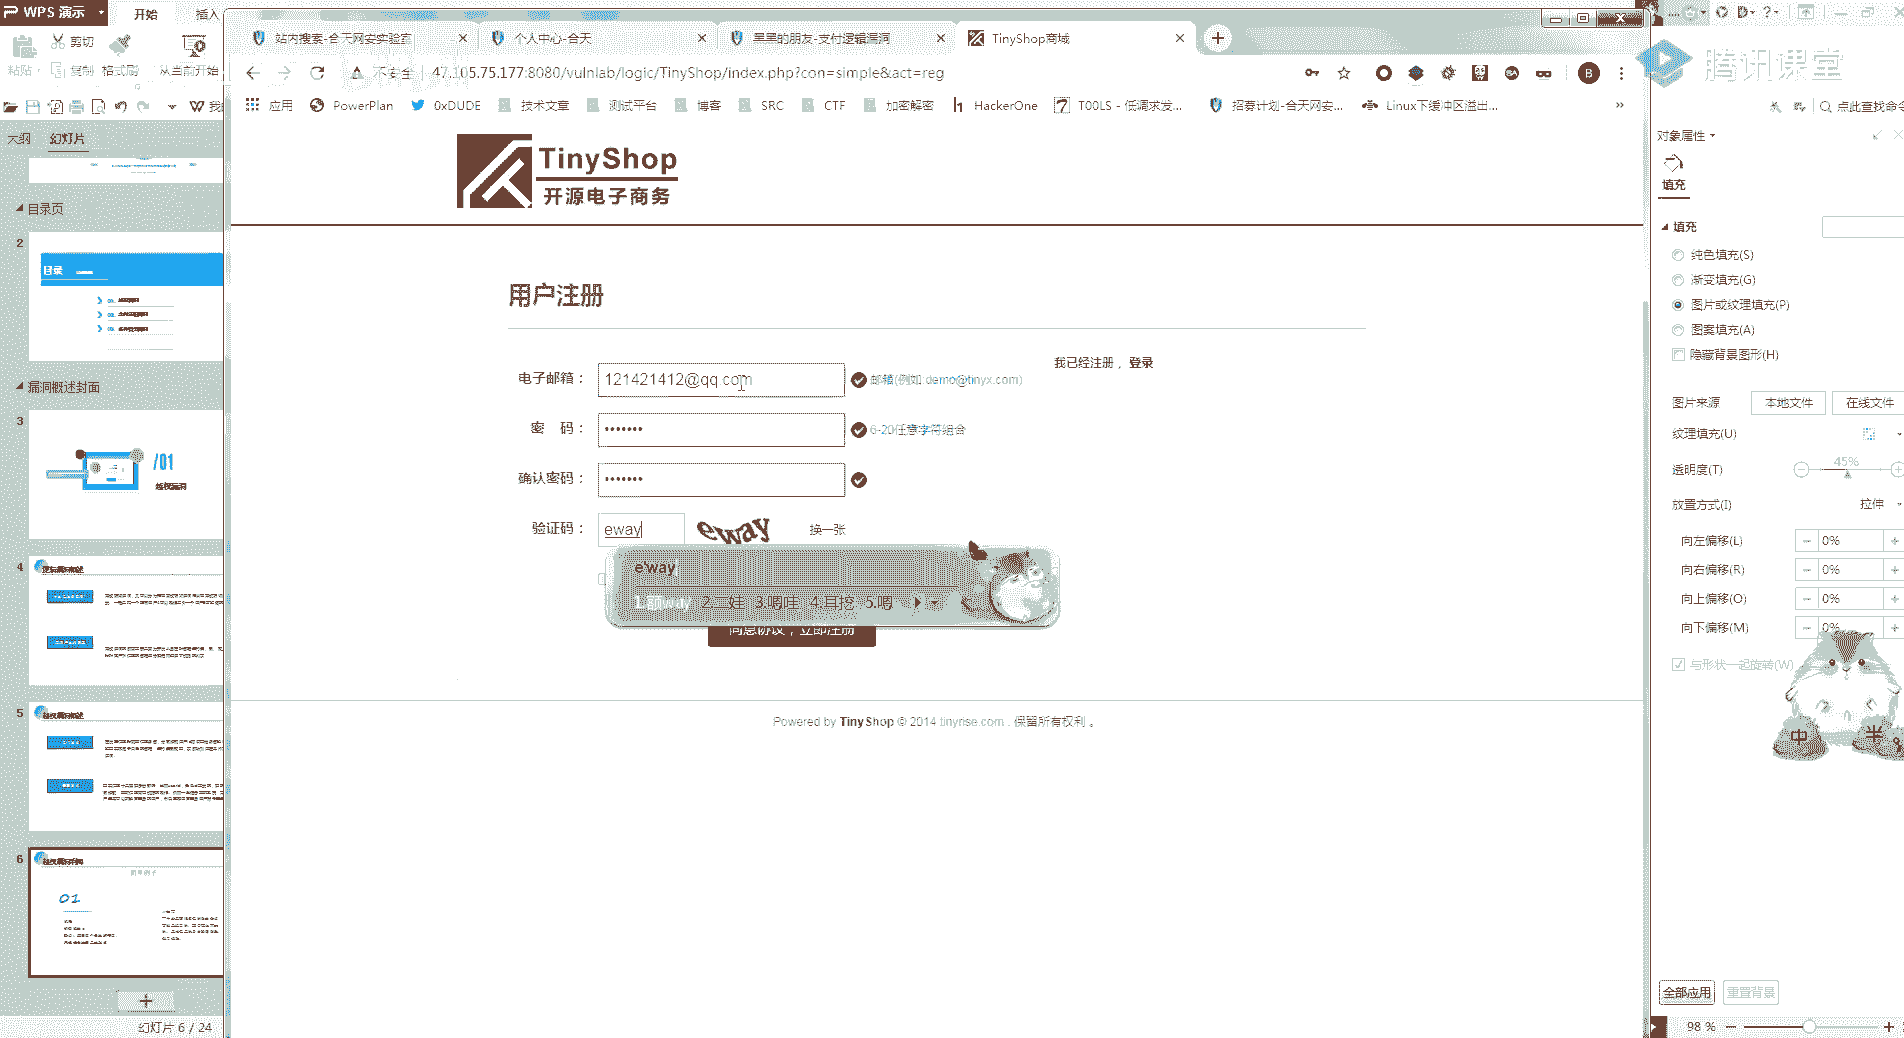 WPS 演示
开始
插入
粘贴
剪切
复制
格式刷
从当前开始
大纲
幻灯片
目录页
2
目录
漏洞概述封面
3
/01
4
5
6
01
幻灯片 6 / 24
站内搜索-合天网安实验室
个人中心-合天
黑黑的朋友-支付逻辑漏洞
TinyShop商城
不安全
47.105.75.177:8080/vulnlab/logic/TinyShop/index.php?con=simple&act=reg
B
应用
PowerPlan
0xDUDE
技术文章
测试平台
博客
SRC
CTF
加密解密
HackerOne
T00LS - 低调求发...
招募计划-合天网安...
Linux下缓冲区溢出...
TinyShop
开源电子商务
用户注册
我已经注册，登录
电子邮箱：
121421412@qq.com
邮箱(例如:demo@tinyx.com)
密 码：
•••••••
6-20任意字符组合
确认密码：
•••••••
验证码：
eway
eway
换一张
e'way
2.二娃 3.嗯哇 4.耳挖 5.嗯
同意协议，立即注册
Powered by TinyShop © 2014 tinyrise.com . 保留所有权利 。
腾讯课堂
点此查找命令
对象属性
填充
填充
纯色填充(S)
渐变填充(G)
图片或纹理填充(P)
图案填充(A)
隐藏背景图形(H)
图片来源
本地文件
在线文件
纹理填充(U)
透明度(T)
45%
放置方式(I)
拉伸
向左偏移(L)
0%
向右偏移(R)
0%
向上偏移(O)
0%
向下偏移(M)
0%
与形状一起旋转(W)
中
半
全部应用
重置背景
98 %